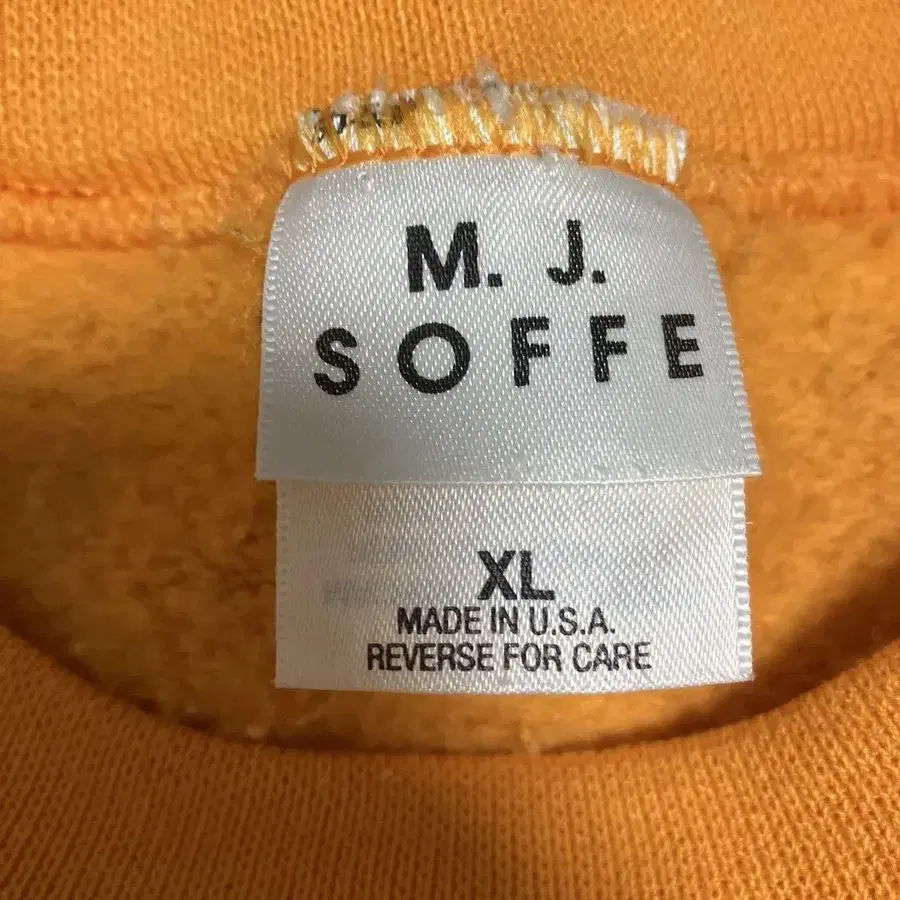 M. J.
SOFFE
XL
MADE IN U.S.A.
REVERSE FOR CARE